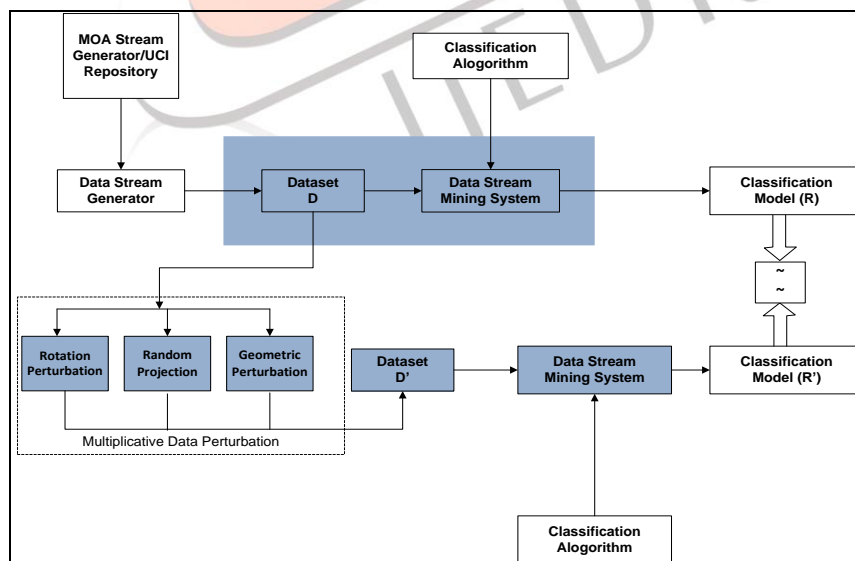 MOA Stream
Generator/UCI
Repository
Classification
Alogorithm
Data Stream
Generator
Dataset
D
Data Stream
Mining System
Classification
Model (R)
~
~
Rotation
Perturbation
Random
Projection
Geometric
Perturbation
Dataset
D'
Data Stream
Mining System
Classification
Model (R')
Multiplicative Data Perturbation
Classification
Alogorithm